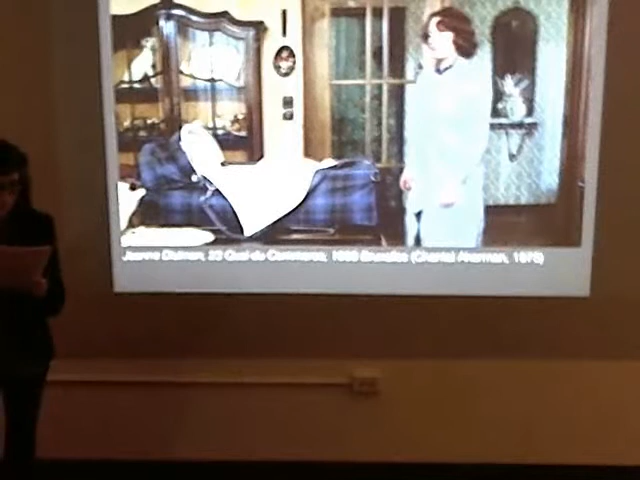 Jeanne Dielman, 23 Quai du Commerce, 1080 Bruxelles (Chantal Akerman, 1975)